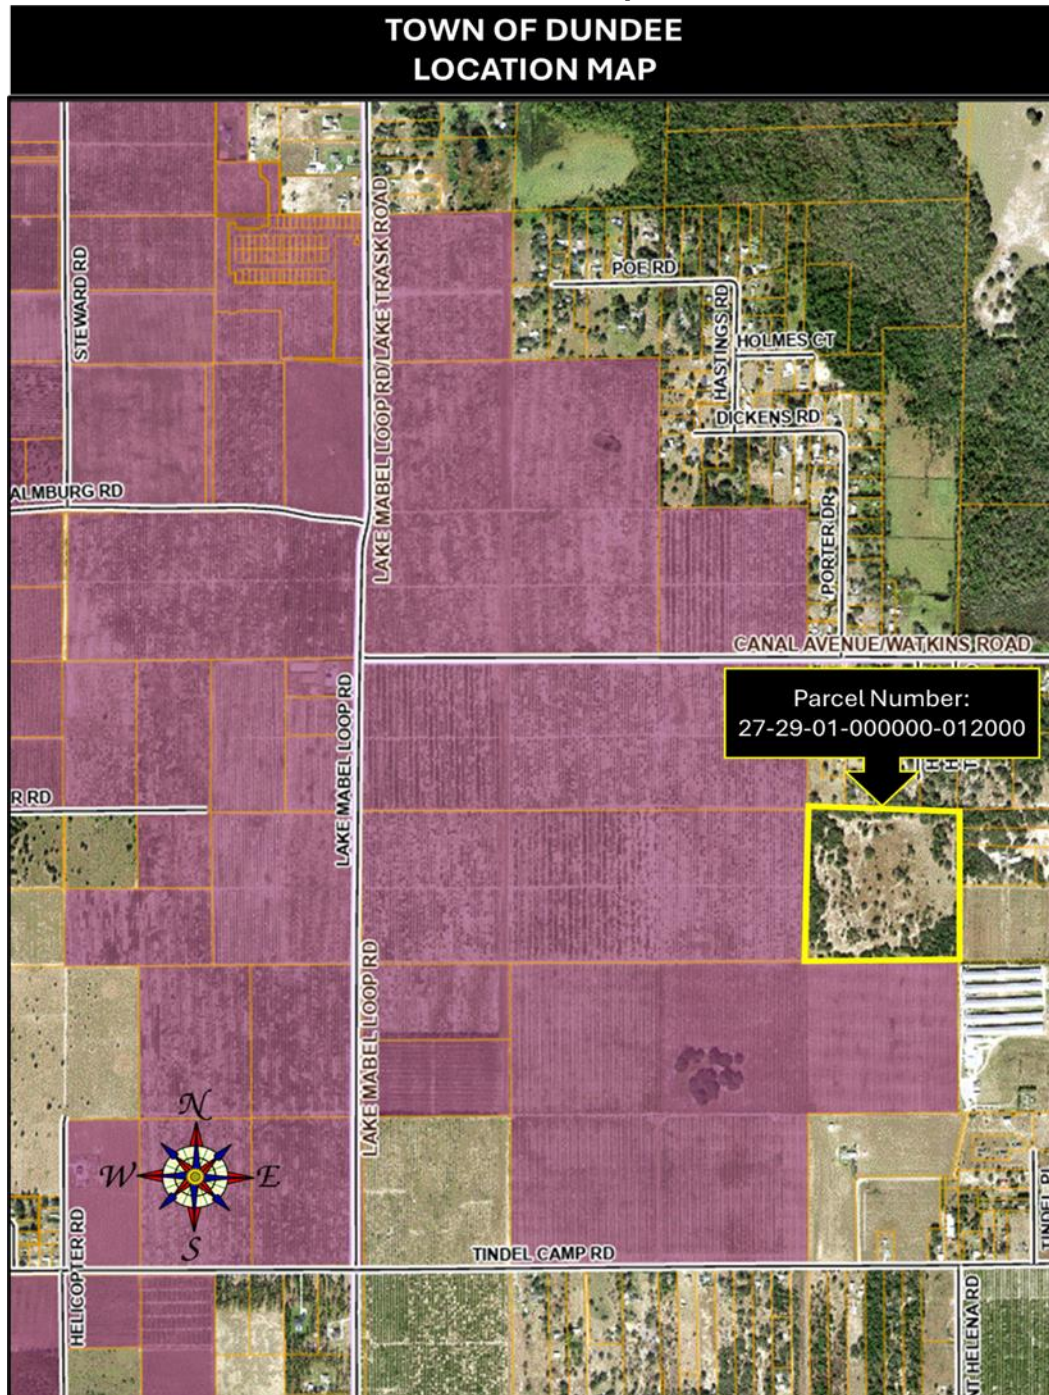 TOWN OF DUNDEE
LOCATION MAP
STEWARD RD
LAKE MABEL LOOP RD/LAKE TRASK ROAD
POE RD
HASTINGS RD
HOLMES CT
DICKENS RD
ALMBURG RD
PORTER DR
CANAL AVENUE/WATKINS ROAD
Parcel Number:
27-29-01-000000-012000
LAKE MABEL LOOP RD
R RD
LAKE MABEL LOOP RD
N
W
E
S
HELICOPTER RD
TINDEL CAMP RD
TINDEL PL
T HELENA RD